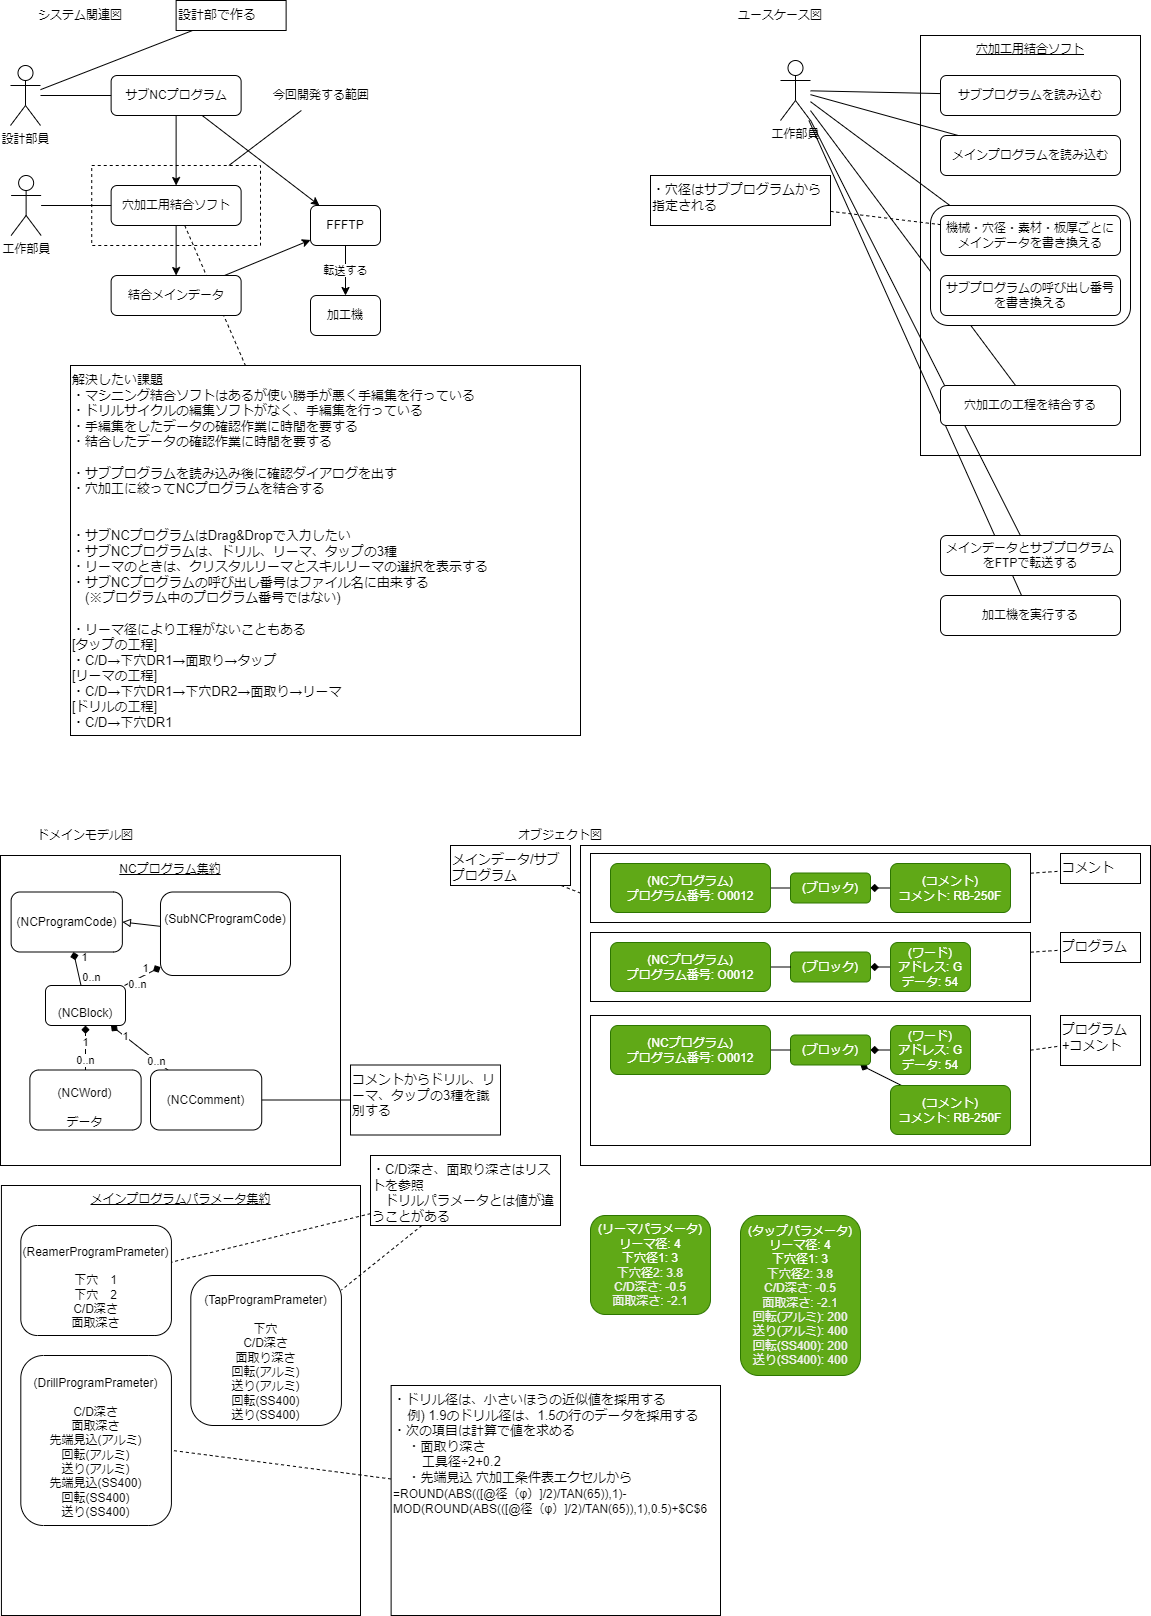 システム関連図
設計部で作る
設計部員
サブNCプログラム
今回開発する範囲
工作部員
穴加工用結合ソフト
FFFTP
転送する
結合メインデータ
加工機
解決したい課題
・マシニング結合ソフトはあるが使い勝手が悪く手編集を行っている
・ドリルサイクルの編集ソフトがなく、手編集を行っている
・手編集をしたデータの確認作業に時間を要する
・結合したデータの確認作業に時間を要する
・サブプログラムを読み込み後に確認ダイアログを出す
・穴加工に絞ってNCプログラムを結合する
・サブNCプログラムはDrag&Dropで入力したい
・サブNCプログラムは、ドリル、リーマ、タップの3種
・リーマのときは、クリスタルリーマとスキルリーマの選択を表示する
・サブNCプログラムの呼び出し番号はファイル名に由来する
(※プログラム中のプログラム番号ではない)
・リーマ径により工程がないこともある
[タップの工程]
・C/D→下穴DR1→面取り→タップ
[リーマの工程]
・C/D→下穴DR1→下穴DR2→面取り→リーマ
[ドリルの工程]
・C/D→下穴DR1
ユースケース図
穴加工用結合ソフト
工作部員
サブプログラムを読み込む
メインプログラムを読み込む
・穴径はサブプログラムから
指定される
機械・穴径・素材・板厚ごとに
メインデータを書き換える
サブプログラムの呼び出し番号
を書き換える
穴加工の工程を結合する
メインデータとサブプログラム
をFTPで転送する
加工機を実行する
ドメインモデル図
NCプログラム集約
(NCProgramCode)
(SubNCProgramCode)
1
0..n
1
0..n
(NCBlock)
1
0..n
1
0..n
(NCWord)
データ
(NCComment)
コメントからドリル、リ
ーマ、タップの3種を識
別する
オブジェクト図
メインデータ/サブ
プログラム
(NCプログラム)
プログラム番号: O0012
(ブロック)
(コメント)
コメント: RB-250F
コメント
(NCプログラム)
プログラム番号: O0012
(ブロック)
(ワード)
アドレス: G
データ: 54
プログラム
(NCプログラム)
プログラム番号: O0012
(ブロック)
(ワード)
アドレス: G
データ: 54
(コメント)
コメント: RB-250F
プログラム
+コメント
メインプログラムパラメータ集約
・C/D深さ、面取り深さはリス
トを参照
ドリルパラメータとは値が違
うことがある
(ReamerProgramPrameter)
下穴　1
下穴　2
C/D深さ
面取深さ
(TapProgramPrameter)
下穴
C/D深さ
面取り深さ
回転(アルミ)
送り(アルミ)
回転(SS400)
送り(SS400)
(DrillProgramPrameter)
C/D深さ
面取深さ
先端見込(アルミ)
回転(アルミ)
送り(アルミ)
先端見込(SS400)
回転(SS400)
送り(SS400)
・ドリル径は、小さいほうの近似値を採用する
例) 1.9のドリル径は、1.5の行のデータを採用する
・次の項目は計算で値を求める
・面取り深さ
工具径÷2+0.2
・先端見込 穴加工条件表エクセルから
=ROUND(ABS(([@径（φ）]/2)/TAN(65)),1)-
MOD(ROUND(ABS(([@径（φ）]/2)/TAN(65)),1),0.5)+$C$6
(リーマパラメータ)
リーマ径: 4
下穴径1: 3
下穴径2: 3.8
C/D深さ: -0.5
面取深さ: -2.1
(タップパラメータ)
リーマ径: 4
下穴径1: 3
下穴径2: 3.8
C/D深さ: -0.5
面取深さ: -2.1
回転(アルミ): 200
送り(アルミ): 400
回転(SS400): 200
送り(SS400): 400